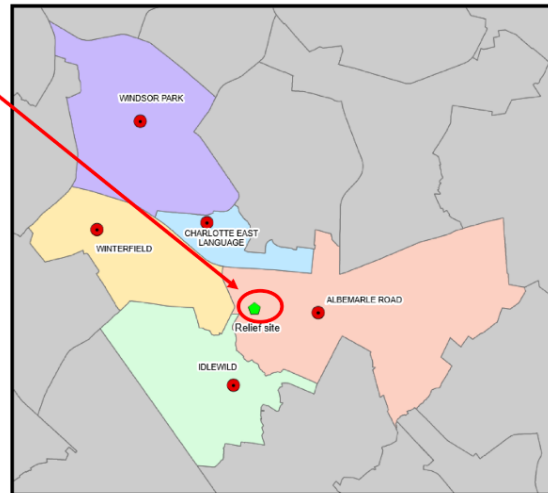 WINDSOR PARK
CHARLOTTE EAST
LANGUAGE
WINTERFIELD
ALBEMARLE ROAD
Relief site
IDLEWILD